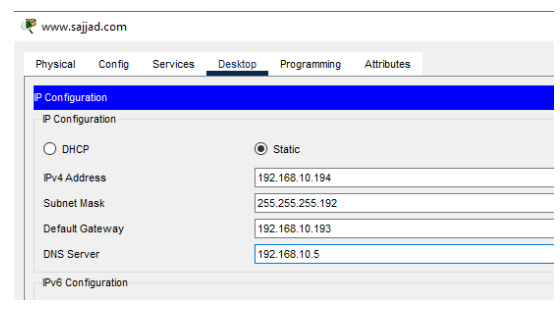 www.sajjad.com
Physical Config Services Desktop Programming Attributes
IP Configuration
IP Configuration
DHCP Static
IPv4 Address 192.168.10.194
Subnet Mask 255.255.255.192
Default Gateway 192.168.10.193
DNS Server 192.168.10.5
IPv6 Configuration